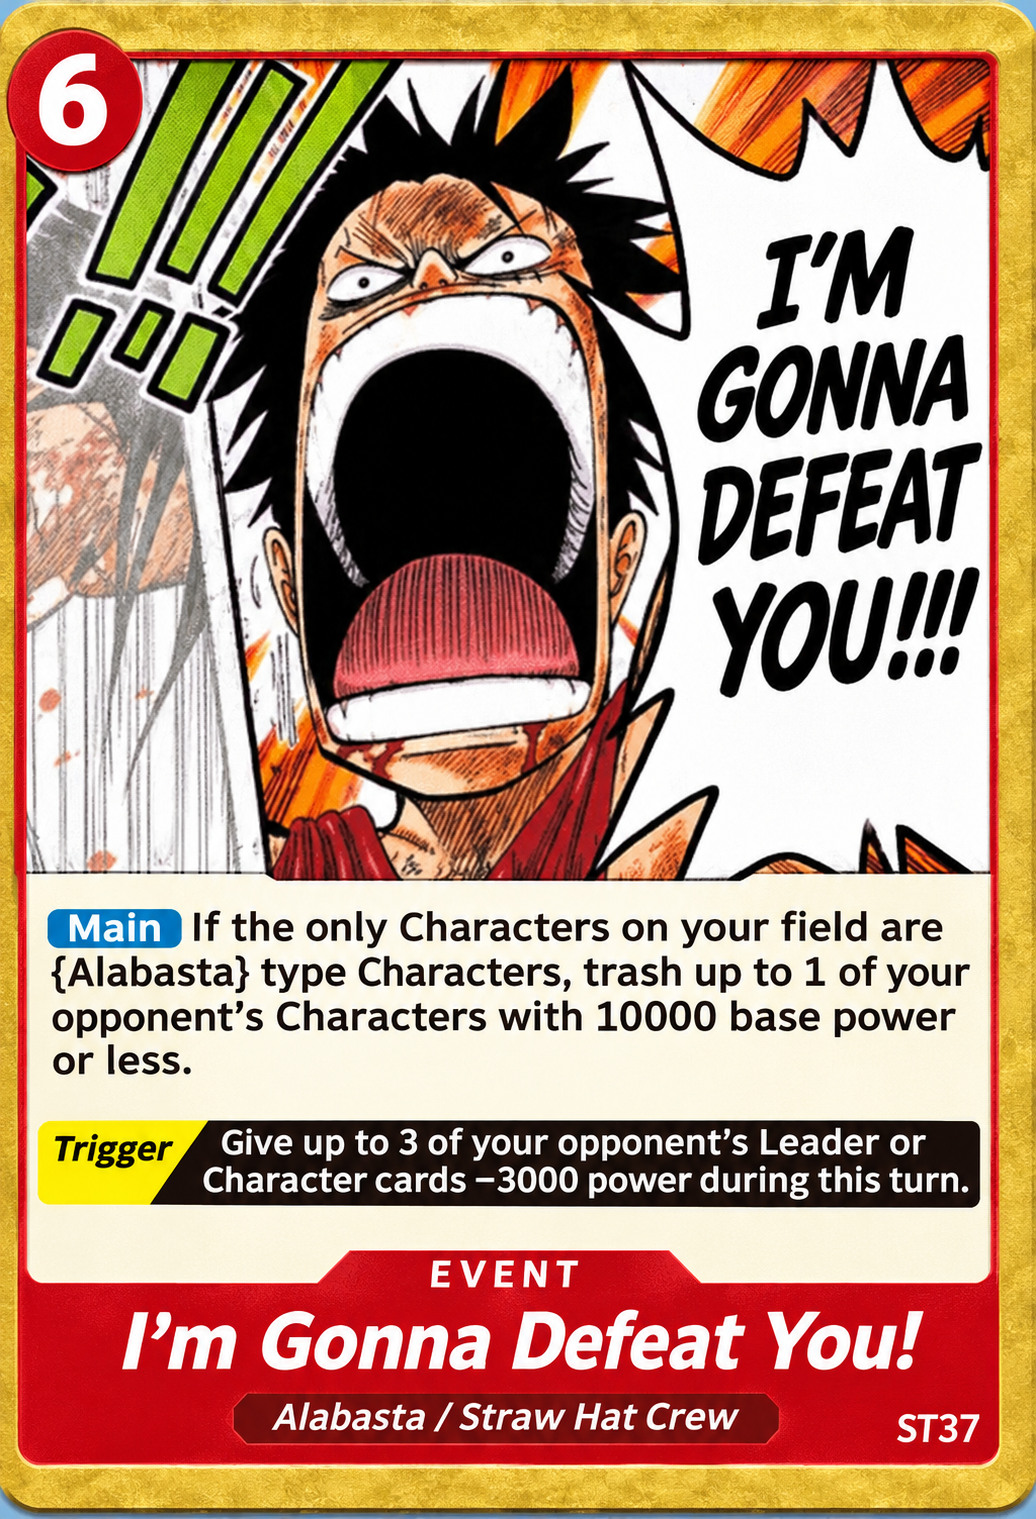 6
I'M
GONNA
DEFEAT
YOU!!!
Main If the only Characters on your field are
{Alabasta} type Characters, trash up to 1 of your
opponent's Characters with 10000 base power
or less.
Trigger Give up to 3 of your opponent's Leader or
Character cards −3000 power during this turn.
EVENT
I'm Gonna Defeat You!
Alabasta / Straw Hat Crew
ST37